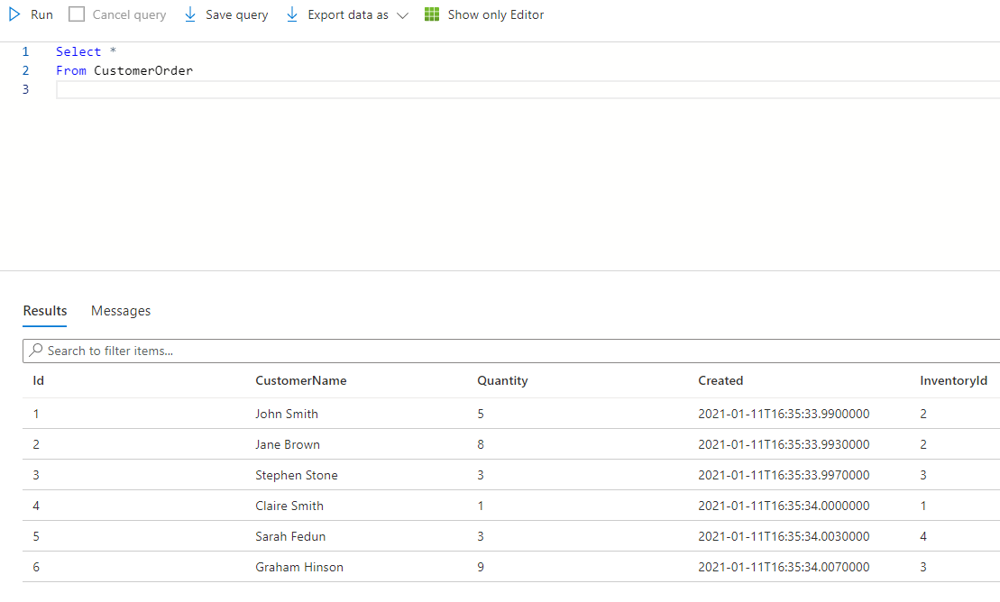 Run Cancel query Save query Export data as Show only Editor
1 Select *
2 From CustomerOrder
3
Results Messages
Search to filter items...
Id CustomerName Quantity Created InventoryId
1 John Smith 5 2021-01-11T16:35:33.9900000 2
2 Jane Brown 8 2021-01-11T16:35:33.9930000 2
3 Stephen Stone 3 2021-01-11T16:35:33.9970000 3
4 Claire Smith 1 2021-01-11T16:35:34.0000000 1
5 Sarah Fedun 3 2021-01-11T16:35:34.0030000 4
6 Graham Hinson 9 2021-01-11T16:35:34.0070000 3